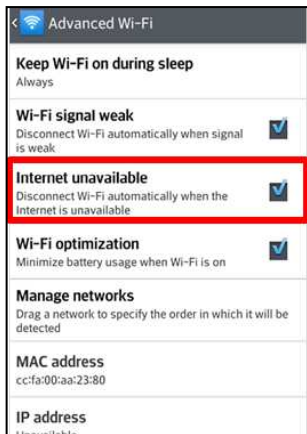 < Advanced Wi-Fi
Keep Wi-Fi on during sleep
Always
Wi-Fi signal weak
Disconnect Wi-Fi automatically when signal
is weak
Internet unavailable
Disconnect Wi-Fi automatically when the
Internet is unavailable
Wi-Fi optimization
Minimize battery usage when Wi-Fi is on
Manage networks
Drag a network to specify the order in which it will be
detected
MAC address
cc:fa:00:aa:23:80
IP address
Unavailable